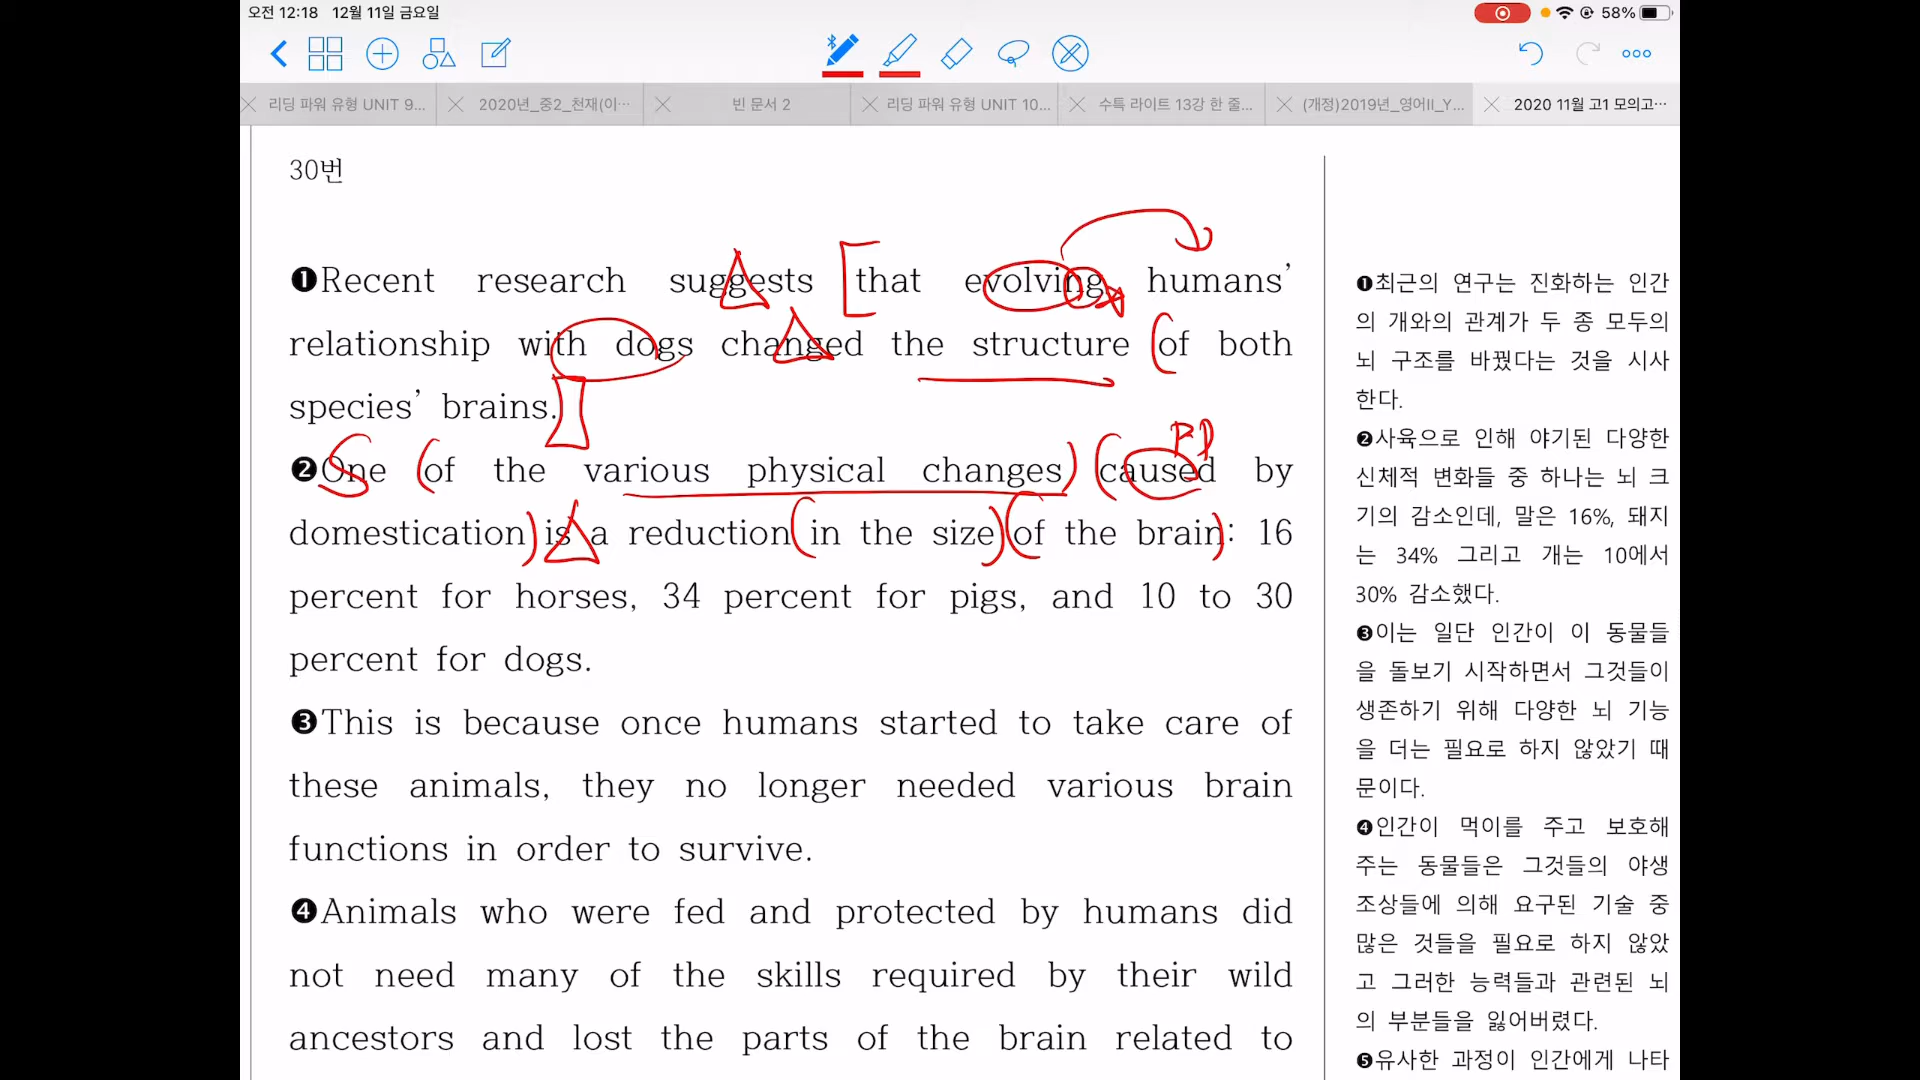 오전 12:18 12월 11일 금요일 58%
리딩 파워 유형 UNIT 9... 2020년_중2_천재(이... 빈 문서 2 리딩 파워 유형 UNIT 10... 수특 라이트 13강 한 줄... (개정)2019년_영어II_Y... 2020 11월 고1 모의고...
30번
❶Recent research suggests that evolving humans'
relationship with dogs changed the structure of both
species' brains.
PP
S
❷One of the various physical changes caused by
domestication is a reduction in the size of the brain: 16
percent for horses, 34 percent for pigs, and 10 to 30
percent for dogs.
❸This is because once humans started to take care of
these animals, they no longer needed various brain
functions in order to survive.
❹Animals who were fed and protected by humans did
not need many of the skills required by their wild
ancestors and lost the parts of the brain related to
❶최근의 연구는 진화하는 인간
의 개와의 관계가 두 종 모두의
뇌 구조를 바꿨다는 것을 시사
한다.
❷사육으로 인해 야기된 다양한
신체적 변화들 중 하나는 뇌 크
기의 감소인데, 말은 16%, 돼지
는 34% 그리고 개는 10에서
30% 감소했다.
❸이는 일단 인간이 이 동물들
을 돌보기 시작하면서 그것들이
생존하기 위해 다양한 뇌 기능
을 더는 필요로 하지 않았기 때
문이다.
❹인간이 먹이를 주고 보호해
주는 동물들은 그것들의 야생
조상들에 의해 요구된 기술 중
많은 것들을 필요로 하지 않았
고 그러한 능력들과 관련된 뇌
의 부분들을 잃어버렸다.
❺유사한 과정이 인간에게 나타